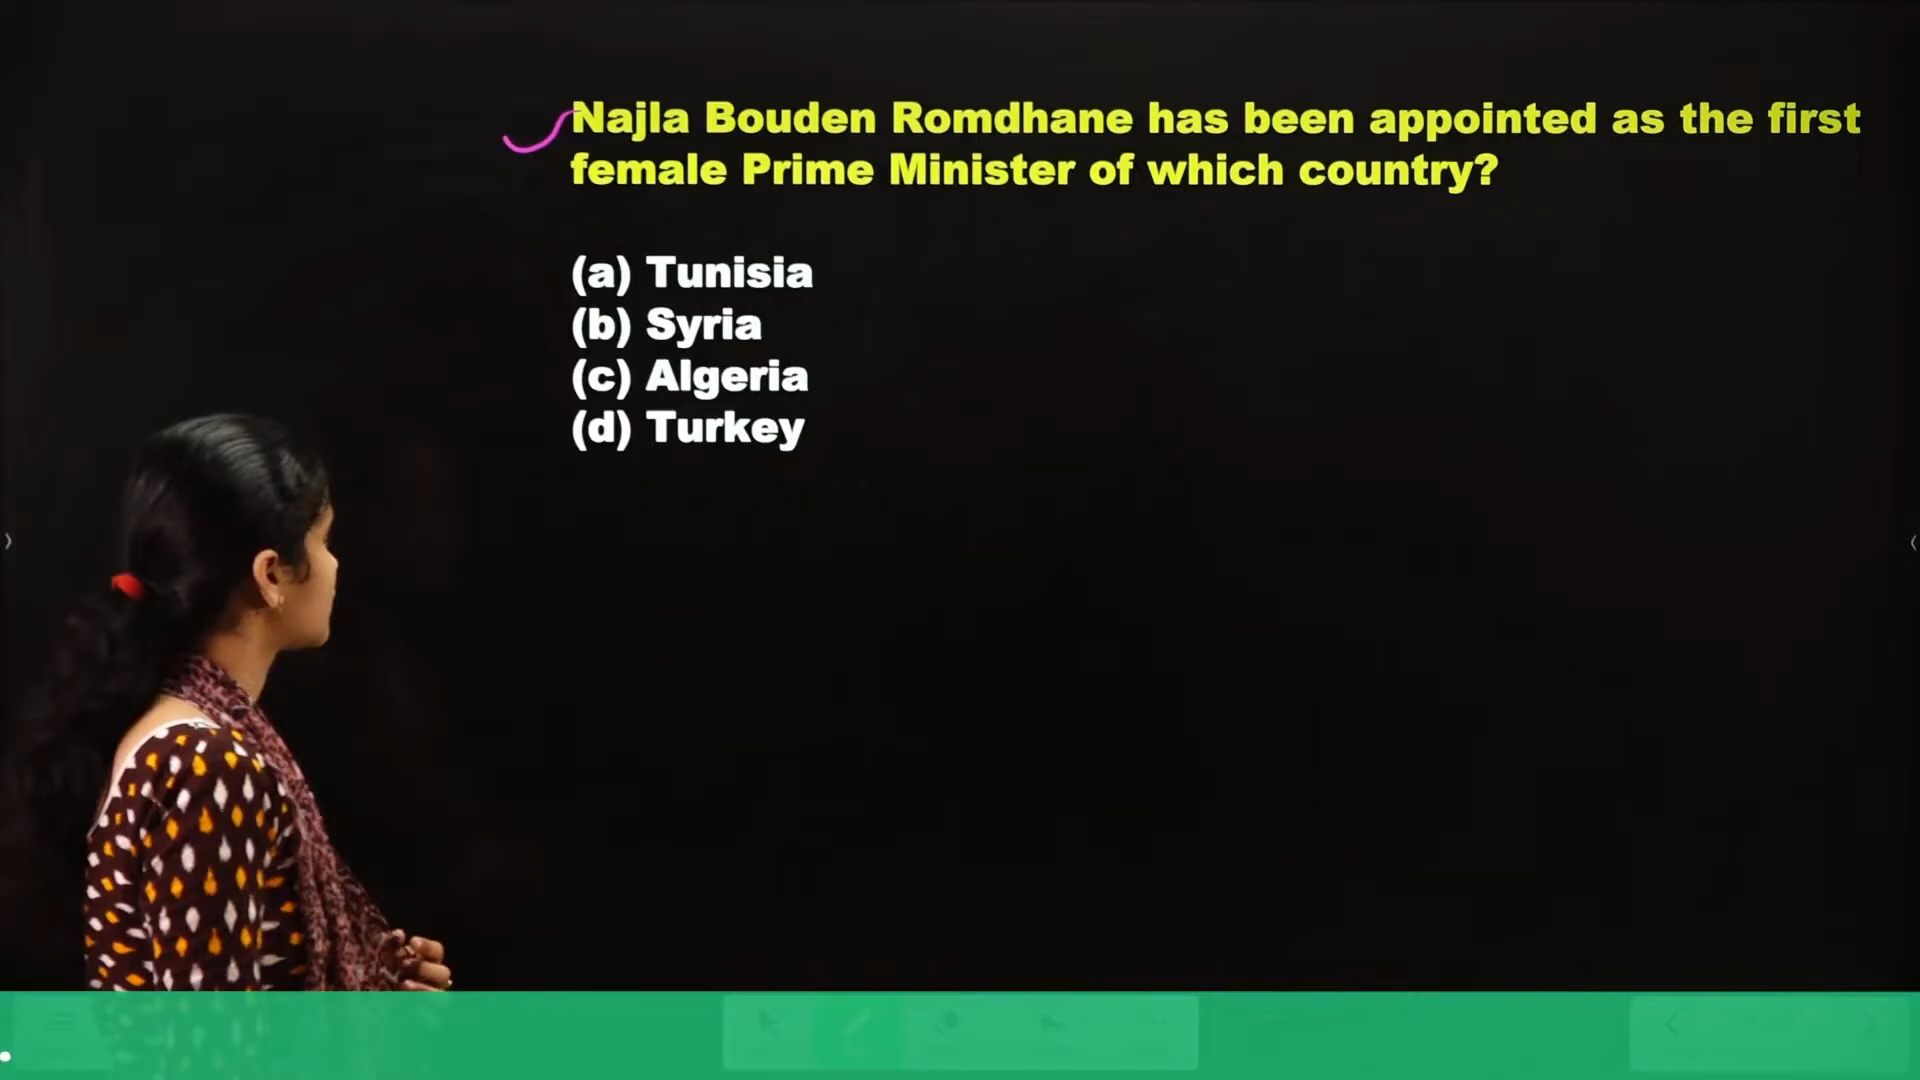 Najla Bouden Romdhane has been appointed as the first
female Prime Minister of which country?
(a) Tunisia
(b) Syria
(c) Algeria
(d) Turkey